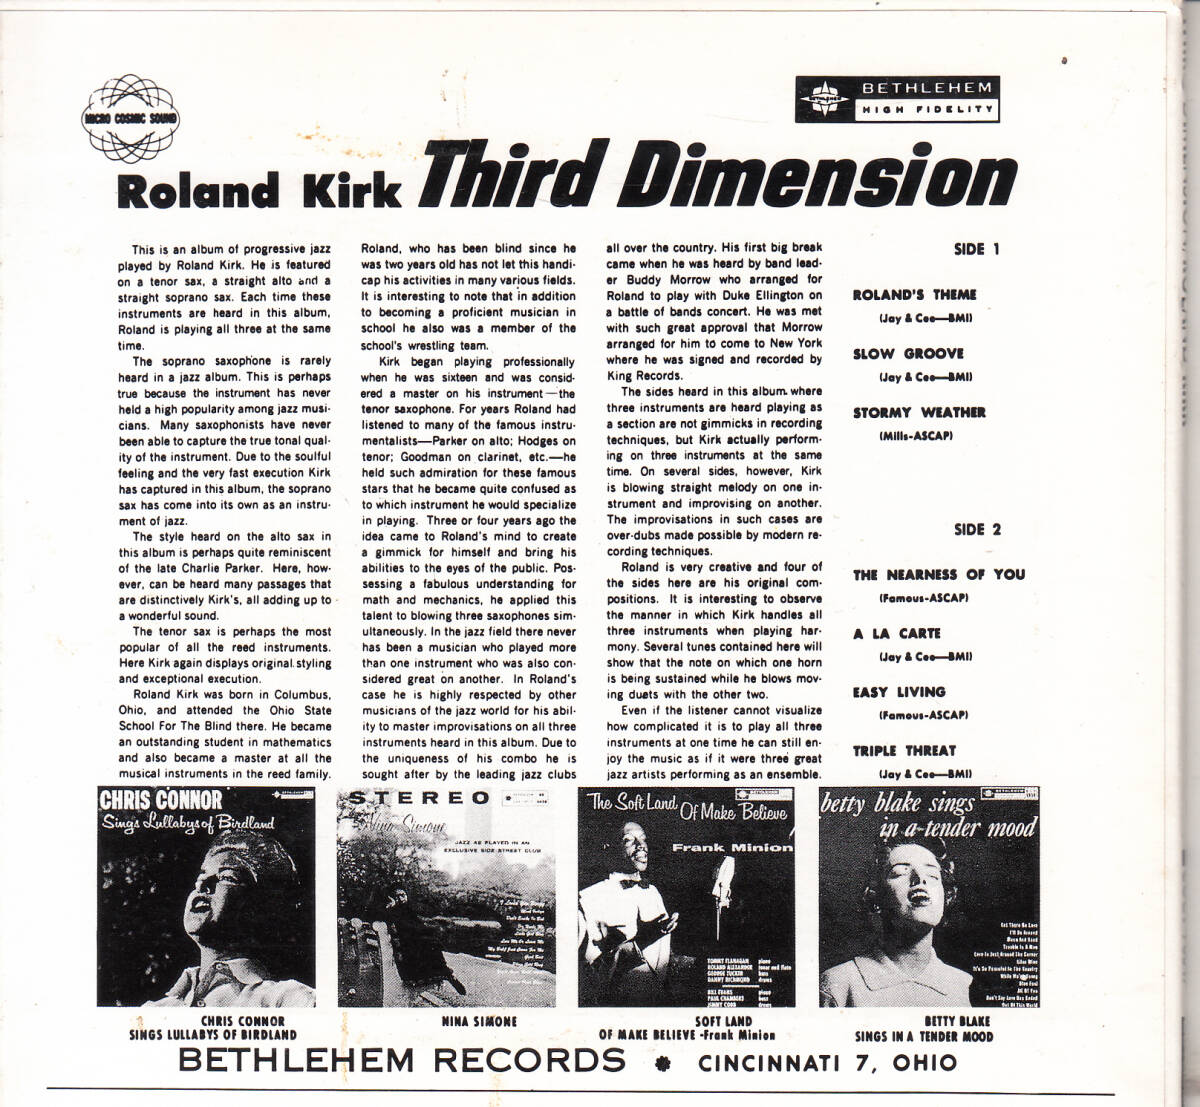 MICRO COSMIC SOUND
BETHLEHEM
BETHLEHEM
HIGH FIDELITY
Roland Kirk Third Dimension
This is an album of progressive jazz
played by Roland Kirk. He is featured
on a tenor sax, a straight alto and a
straight soprano sax. Each time these
instruments are heard in this album,
Roland is playing all three at the same
time.
The soprano saxophone is rarely
heard in a jazz album. This is perhaps
true because the instrument has never
held a high popularity among jazz musi-
cians. Many saxophonists have never
been able to capture the true tonal qual-
ity of the instrument. Due to the soulful
feeling and the very fast execution Kirk
has captured in this album, the soprano
sax has come into its own as an instru-
ment of jazz.
The style heard on the alto sax in
this album is perhaps quite reminiscent
of the late Charlie Parker. Here, how-
ever, can be heard many passages that
are distinctively Kirk's, all adding up to
a wonderful sound.
The tenor sax is perhaps the most
popular of all the reed instruments.
Here Kirk again displays original styling
and exceptional execution.
Roland Kirk was born in Columbus,
Ohio, and attended the Ohio State
School For The Blind there. He became
an outstanding student in mathematics
and also became a master at all the
musical instruments in the reed family.
Roland, who has been blind since he
was two years old has not let this handi-
cap his activities in many various fields.
It is interesting to note that in addition
to becoming a proficient musician in
school he also was a member of the
school's wrestling team.
Kirk began playing professionally
when he was sixteen and was consid-
ered a master on his instrument—the
tenor saxophone. For years Roland had
listened to many of the famous instru-
mentalists—Parker on alto; Hodges on
tenor; Goodman on clarinet, etc.—he
held such admiration for these famous
stars that he became quite confused as
to which instrument he would specialize
in playing. Three or four years ago the
idea came to Roland's mind to create
a gimmick for himself and bring his
abilities to the eyes of the public. Pos-
sessing a fabulous understanding for
math and mechanics, he applied this
talent to blowing three saxophones sim-
ultaneously. In the jazz field there never
has been a musician who played more
than one instrument who was also con-
sidered great on another. In Roland's
case he is highly respected by other
musicians of the jazz world for his abil-
ity to master improvisations on all three
instruments heard in this album. Due to
the uniqueness of his combo he is
sought after by the leading jazz clubs
all over the country. His first big break
came when he was heard by band lead-
er Buddy Morrow who arranged for
Roland to play with Duke Ellington on
a battle of bands concert. He was met
with such great approval that Morrow
arranged for him to come to New York
where he was signed and recorded by
King Records.
The sides heard in this album where
three instruments are heard playing as
a section are not gimmicks in recording
techniques, but Kirk actually perform-
ing on three instruments at the same
time. On several sides, however, Kirk
is blowing straight melody on one in-
strument and improvising on another.
The improvisations in such cases are
over-dubs made possible by modern re-
cording techniques.
Roland is very creative and four of
the sides here are his original com-
positions. It is interesting to observe
the manner in which Kirk handles all
three instruments when playing har-
mony. Several tunes contained here will
show that the note on which one horn
is being sustained while he blows mov-
ing duets with the other two.
Even if the listener cannot visualize
how complicated it is to play all three
instruments at one time he can still en-
joy the music as if it were three great
jazz artists performing as an ensemble.
SIDE 1
ROLAND'S THEME
(Jay & Cee—BMI)
SLOW GROOVE
(Jay & Cee—BMI)
STORMY WEATHER
(Mills-ASCAP)
SIDE 2
THE NEARNESS OF YOU
(Famous-ASCAP)
A LA CARTE
(Jay & Cee—BMI)
EASY LIVING
(Famous-ASCAP)
TRIPLE THREAT
(Jay & Cee—BMI)
CHRIS CONNOR
Sings Lullabys of Birdland
STEREO
Nina Simone
JAZZ AS PLAYED IN AN
EXCLUSIVE SIDE STREET CLUB
The Soft Land
Of Make Believe
Frank Minion
TOMMY FLANAGAN piano
ROLAND ALEXANDER tenor and flute
GEORGE TUCKER bass
DANNY RICHMOND drums
BILL EVANS piano
PAUL CHAMBERS bass
JIMMY COBB drums
betty blake sings
in a tender mood
CHRIS CONNOR
SINGS LULLABYS OF BIRDLAND
NINA SIMONE
SOFT LAND
OF MAKE BELIEVE -Frank Minion
BETTY BLAKE
SINGS IN A TENDER MOOD
BETHLEHEM RECORDS CINCINNATI 7, OHIO